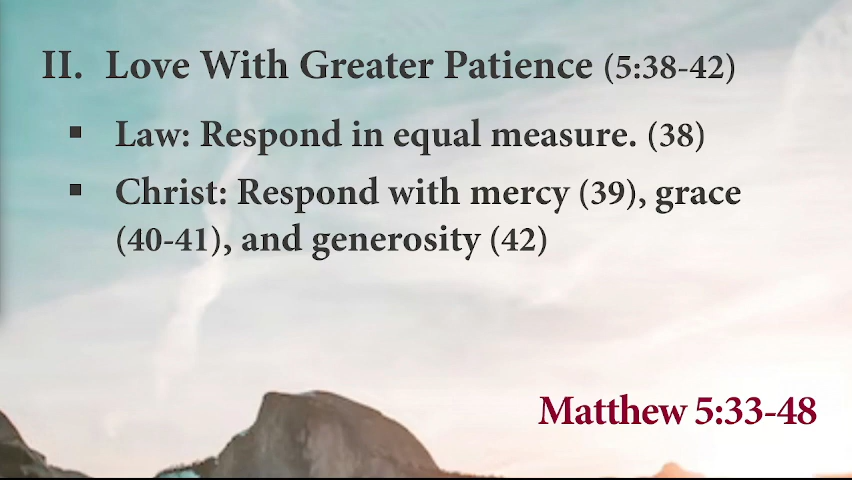 II. Love With Greater Patience (5:38-42)
▪ Law: Respond in equal measure. (38)
▪ Christ: Respond with mercy (39), grace
(40-41), and generosity (42)
Matthew 5:33-48